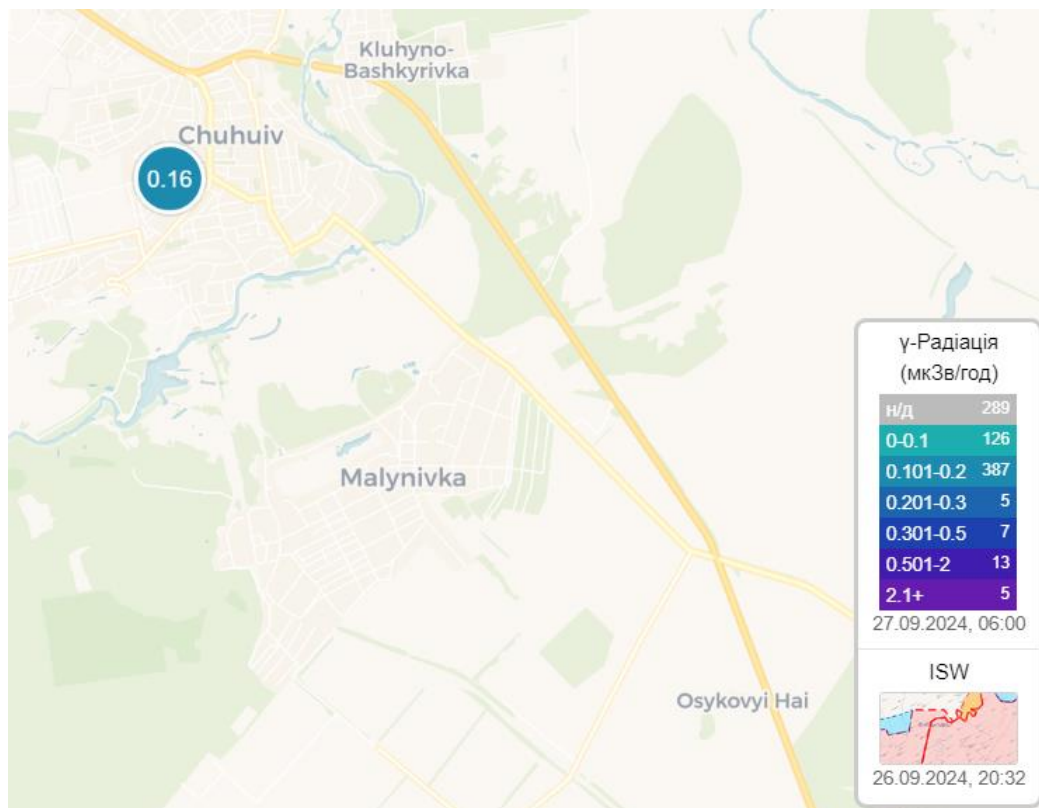 Kluhyno-
Bashkyrivka
Chuhuiv
0.16
Malynivka
Osykovyi Hai
γ-Радіація
(мкЗв/год)
н/д 289
0-0.1 126
0.101-0.2 387
0.201-0.3 5
0.301-0.5 7
0.501-2 13
2.1+ 5
27.09.2024, 06:00
ISW
26.09.2024, 20:32